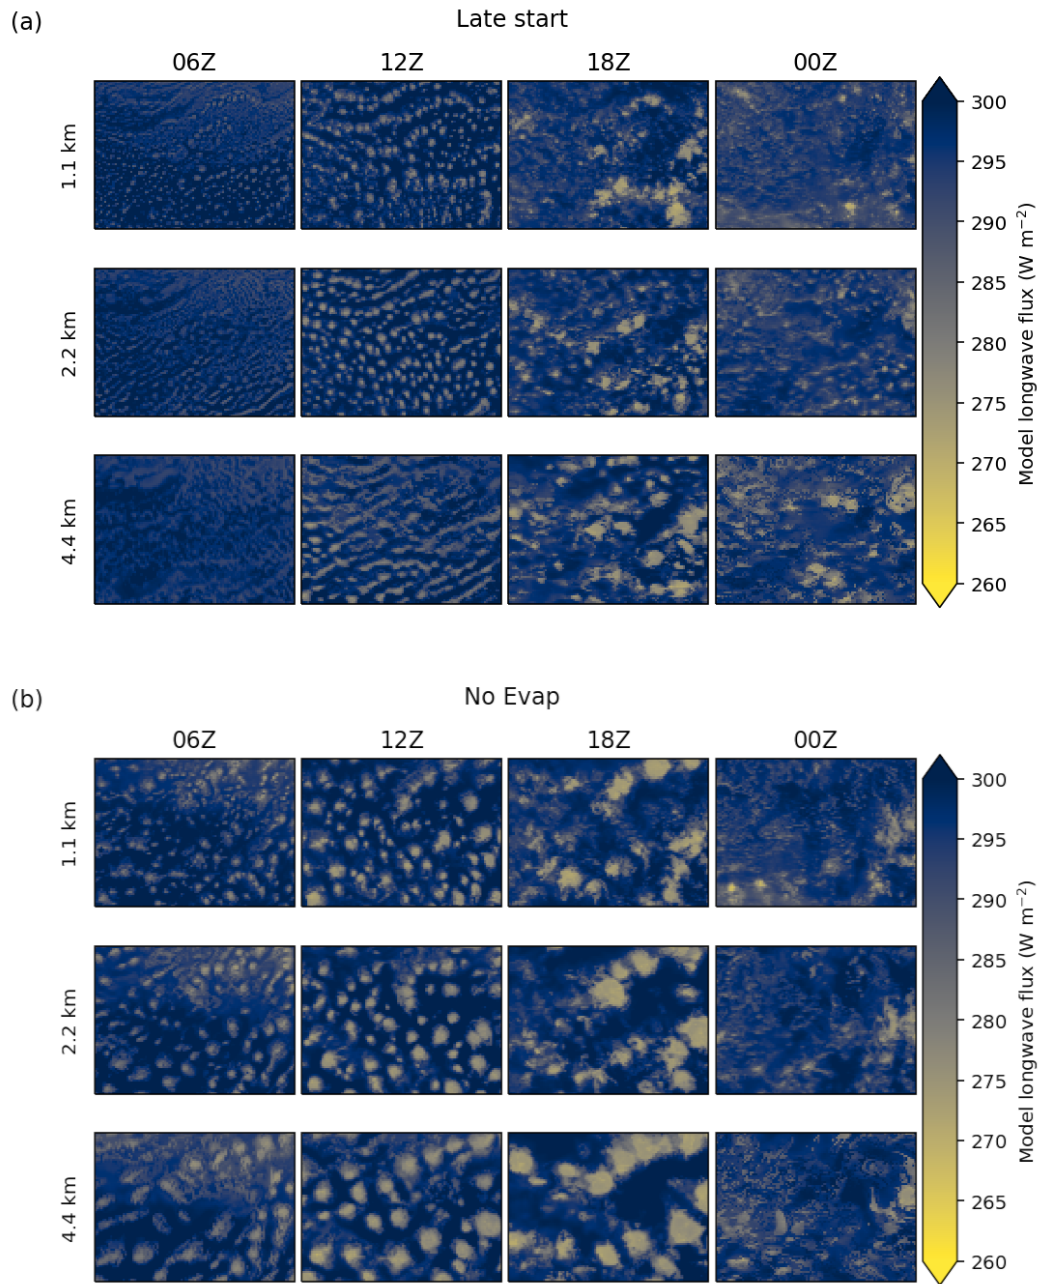 (a)
Late start
06Z 12Z 18Z 00Z
1.1 km
2.2 km
4.4 km
300
295
290
285
280
275
270
265
260
Model longwave flux (W m⁻²)
(b)
No Evap
06Z 12Z 18Z 00Z
1.1 km
2.2 km
4.4 km
300
295
290
285
280
275
270
265
260
Model longwave flux (W m⁻²)